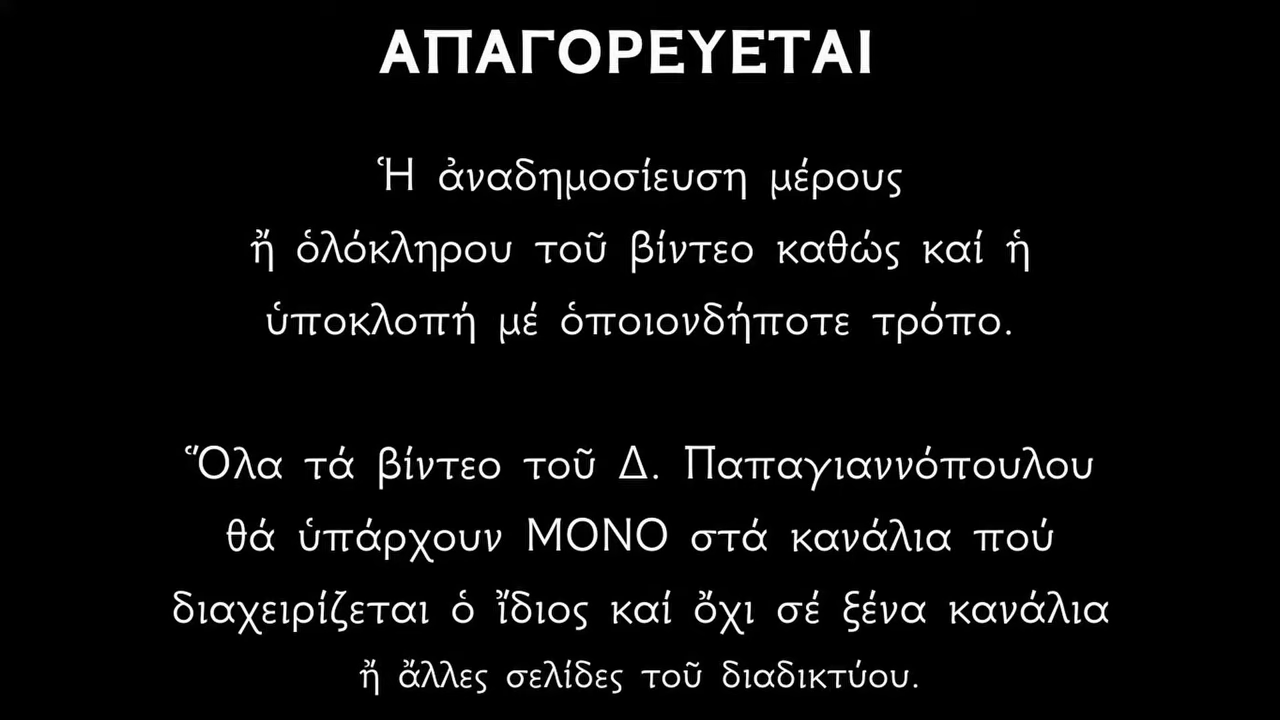 ΑΠΑΓΟΡΕΥΕΤΑΙ
Ἡ ἀναδημοσίευση μέρους
ἤ ὁλόκληρου τοῦ βίντεο καθώς καί ἡ
ὑποκλοπή μέ ὁποιονδήποτε τρόπο.
Ὅλα τά βίντεο τοῦ Δ. Παπαγιαννόπουλου
θά ὑπάρχουν ΜΟΝΟ στά κανάλια πού
διαχειρίζεται ὁ ἴδιος καί ὄχι σέ ξένα κανάλια
ἤ ἄλλες σελίδες τοῦ διαδικτύου.